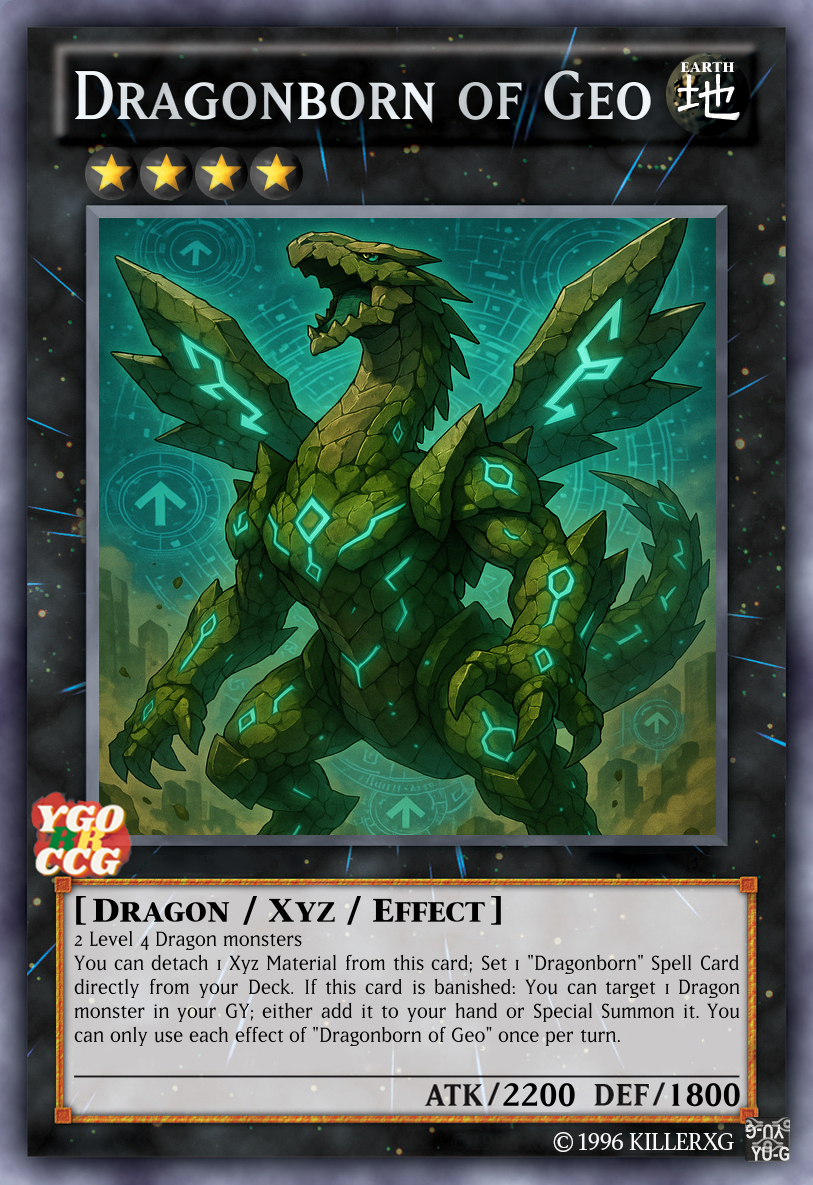 Dragonborn of Geo
EARTH
地
[ Dragon / Xyz / Effect ]
2 Level 4 Dragon monsters
You can detach 1 Xyz Material from this card; Set 1 "Dragonborn" Spell Card
directly from your Deck. If this card is banished: You can target 1 Dragon
monster in your GY; either add it to your hand or Special Summon it. You
can only use each effect of "Dragonborn of Geo" once per turn.
ATK/2200 DEF/1800
YGO
RR
CCG
© 1996 KILLERXG
YU-G
YU-G